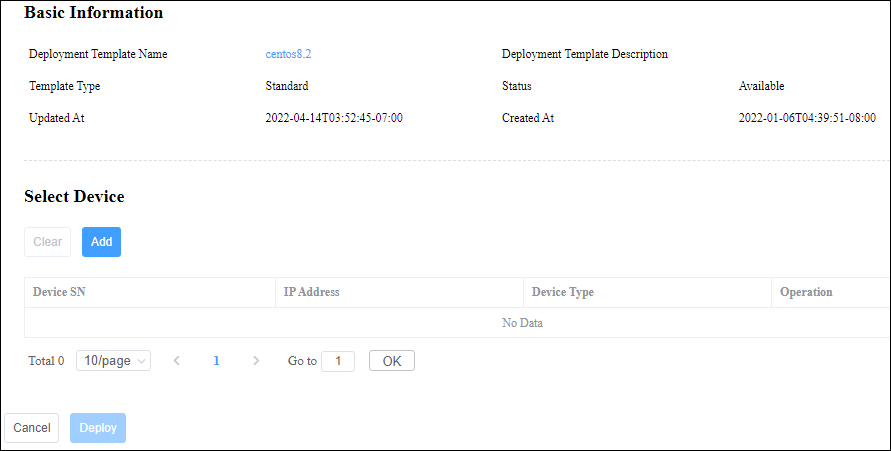 Basic Information
Deployment Template Name centos8.2 Deployment Template Description
Template Type Standard Status Available
Updated At 2022-04-14T03:52:45-07:00 Created At 2022-01-06T04:39:51-08:00
Select Device
Clear Add
Device SN IP Address Device Type Operation
No Data
Total 0 10/page 1 Go to 1 OK
Cancel Deploy